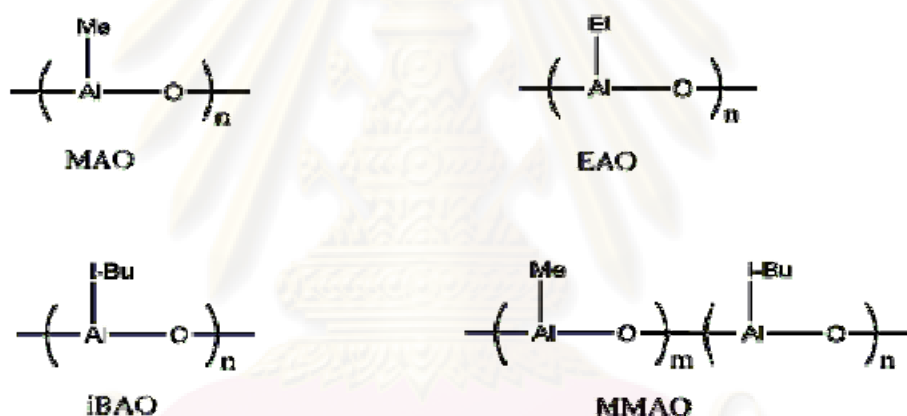 Me
Et
Al O n
Al O n
MAO
EAO
i-Bu
Me
i-Bu
Al O n
Al O m Al O n
iBAO
MMAO